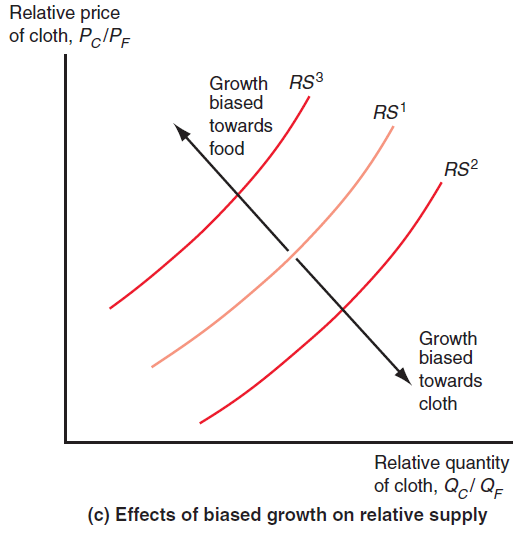 Relative price
of cloth, PC/PF
Growth
biased
towards
food
RS³
RS¹
RS²
Growth
biased
towards
cloth
Relative quantity
of cloth, QC/ QF
(c) Effects of biased growth on relative supply